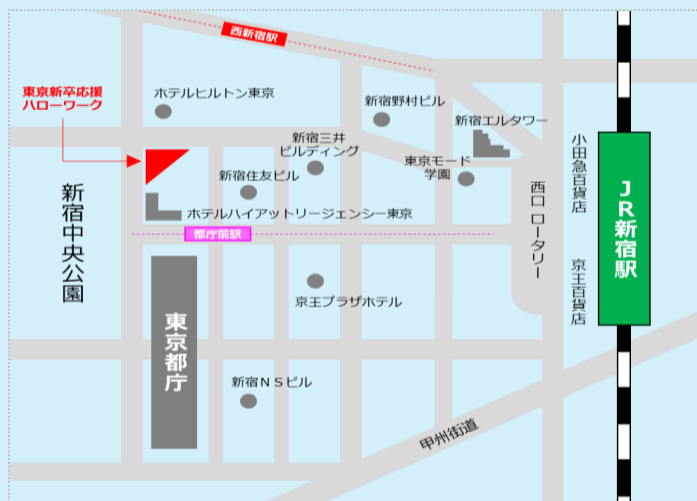 西新宿駅
東京新卒応援
ハローワーク
ホテルヒルトン東京
新宿野村ビル
新宿エルタワー
新宿三井
ビルディング
東京モード
学園
新宿住友ビル
ホテルハイアットリージェンシー東京
都庁前駅
新宿中央公園
西口 ロータリー
小田急百貨店
京王百貨店
JR新宿駅
京王プラザホテル
東京都庁
新宿NSビル
甲州街道